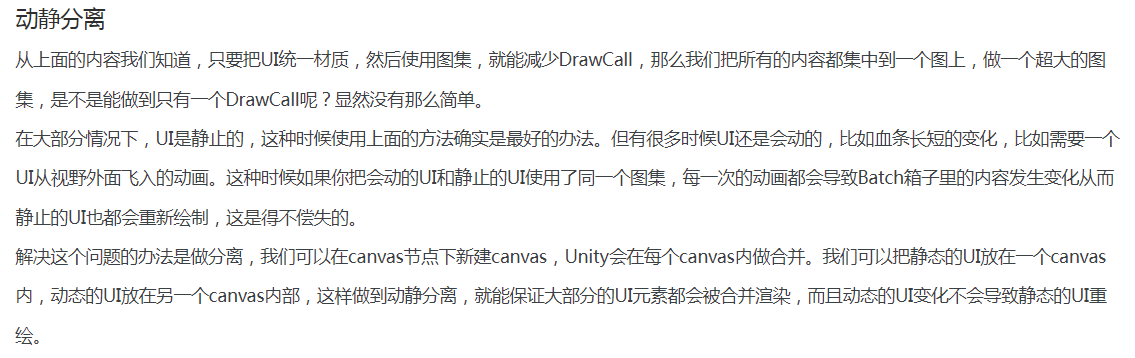 动静分离
从上面的内容我们知道，只要把UI统一材质，然后使用图集，就能减少DrawCall，那么我们把所有的内容都集中到一个图上，做一个超大的图
集，是不是能做到只有一个DrawCall呢？显然没有那么简单。
在大部分情况下，UI是静止的，这种时候使用上面的方法确实是最好的办法。但有很多时候UI还是会动的，比如血条长短的变化，比如需要一个
UI从视野外面飞入的动画。这种时候如果你把会动的UI和静止的UI使用了同一个图集，每一次的动画都会导致Batch箱子里的内容发生变化从而
静止的UI也都会重新绘制，这是得不偿失的。
解决这个问题的办法是做分离，我们可以在canvas节点下新建canvas，Unity会在每个canvas内做合并。我们可以把静态的UI放在一个canvas
内，动态的UI放在另一个canvas内部，这样做到动静分离，就能保证大部分的UI元素都会被合并渲染，而且动态的UI变化不会导致静态的UI重
绘。